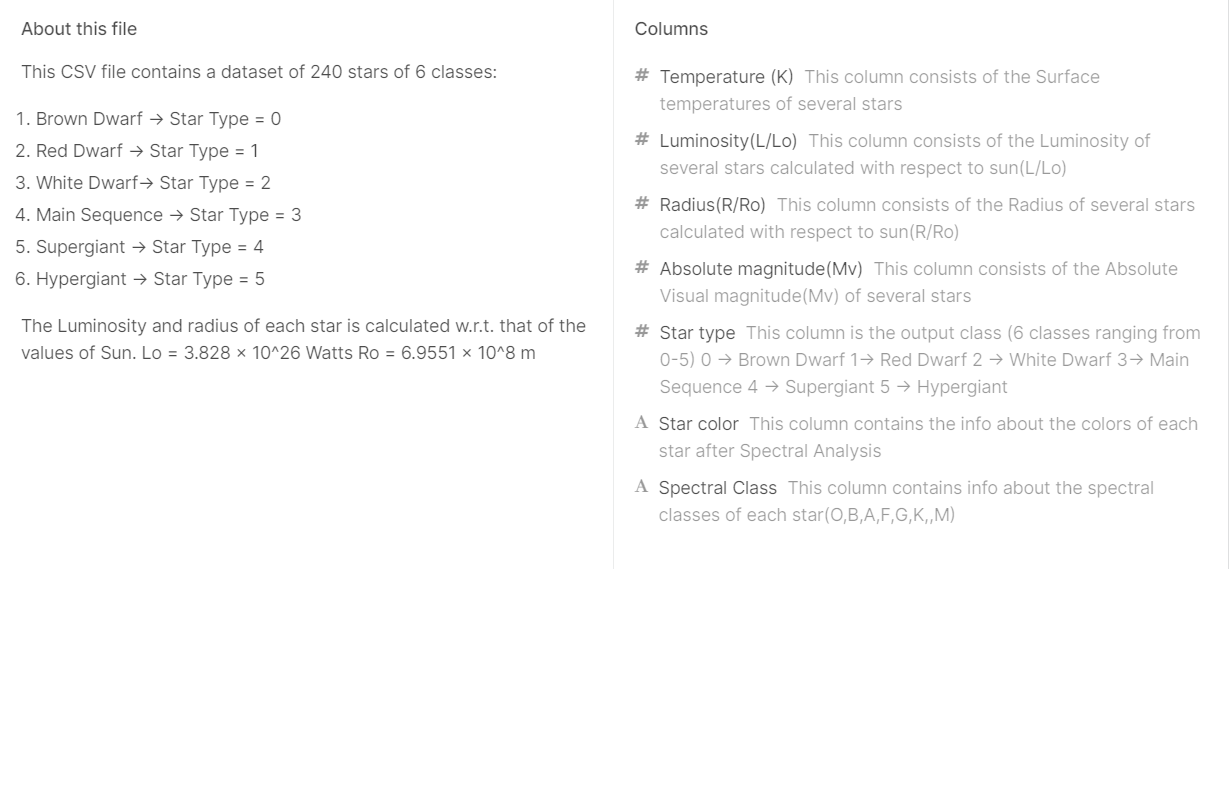 About this file
This CSV file contains a dataset of 240 stars of 6 classes:
1. Brown Dwarf → Star Type = 0
2. Red Dwarf → Star Type = 1
3. White Dwarf→ Star Type = 2
4. Main Sequence → Star Type = 3
5. Supergiant → Star Type = 4
6. Hypergiant → Star Type = 5
The Luminosity and radius of each star is calculated w.r.t. that of the
values of Sun. Lo = 3.828 × 10^26 Watts Ro = 6.9551 × 10^8 m
Columns
# Temperature (K) This column consists of the Surface
temperatures of several stars
# Luminosity(L/Lo) This column consists of the Luminosity of
several stars calculated with respect to sun(L/Lo)
# Radius(R/Ro) This column consists of the Radius of several stars
calculated with respect to sun(R/Ro)
# Absolute magnitude(Mv) This column consists of the Absolute
Visual magnitude(Mv) of several stars
# Star type This column is the output class (6 classes ranging from
0-5) 0 → Brown Dwarf 1→ Red Dwarf 2 → White Dwarf 3→ Main
Sequence 4 → Supergiant 5 → Hypergiant
A Star color This column contains the info about the colors of each
star after Spectral Analysis
A Spectral Class This column contains info about the spectral
classes of each star(O,B,A,F,G,K,,M)